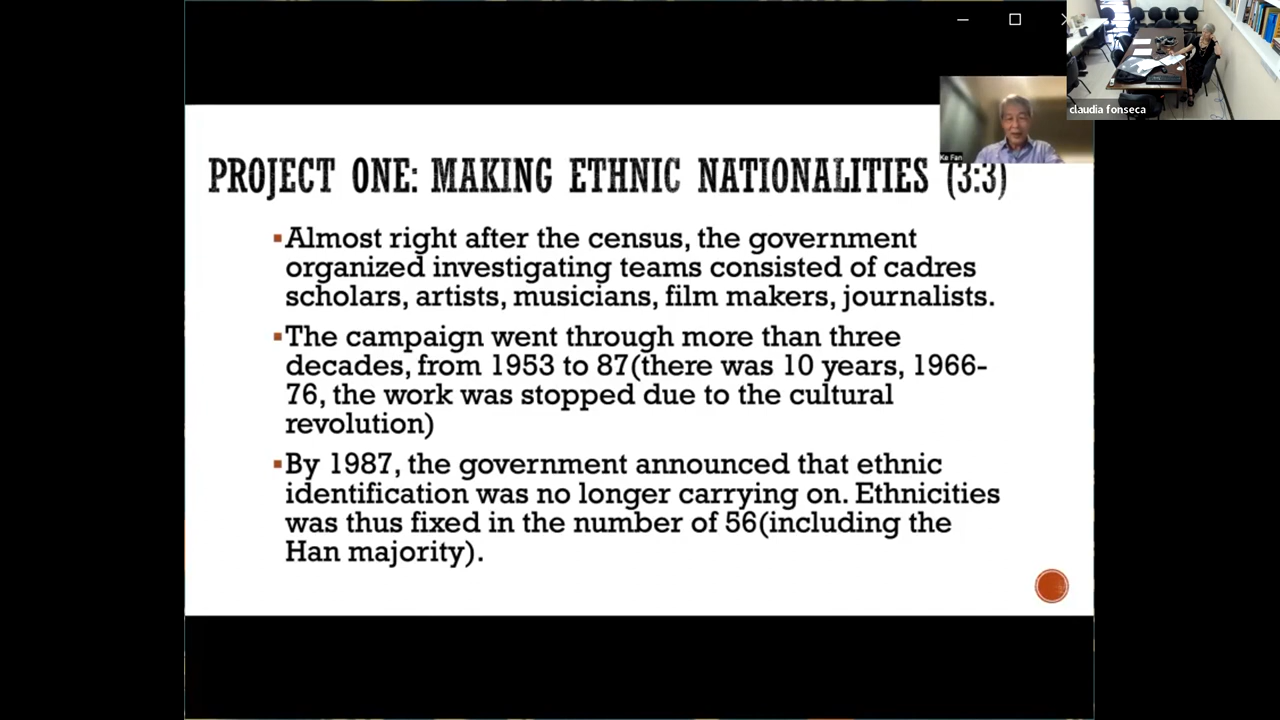 claudia fonseca
Ke Fan
PROJECT ONE: MAKING ETHNIC NATIONALITIES (3:3)
▪Almost right after the census, the government
organized investigating teams consisted of cadres
scholars, artists, musicians, film makers, journalists.
▪The campaign went through more than three
decades, from 1953 to 87(there was 10 years, 1966-
76, the work was stopped due to the cultural
revolution)
▪By 1987, the government announced that ethnic
identification was no longer carrying on. Ethnicities
was thus fixed in the number of 56(including the
Han majority).